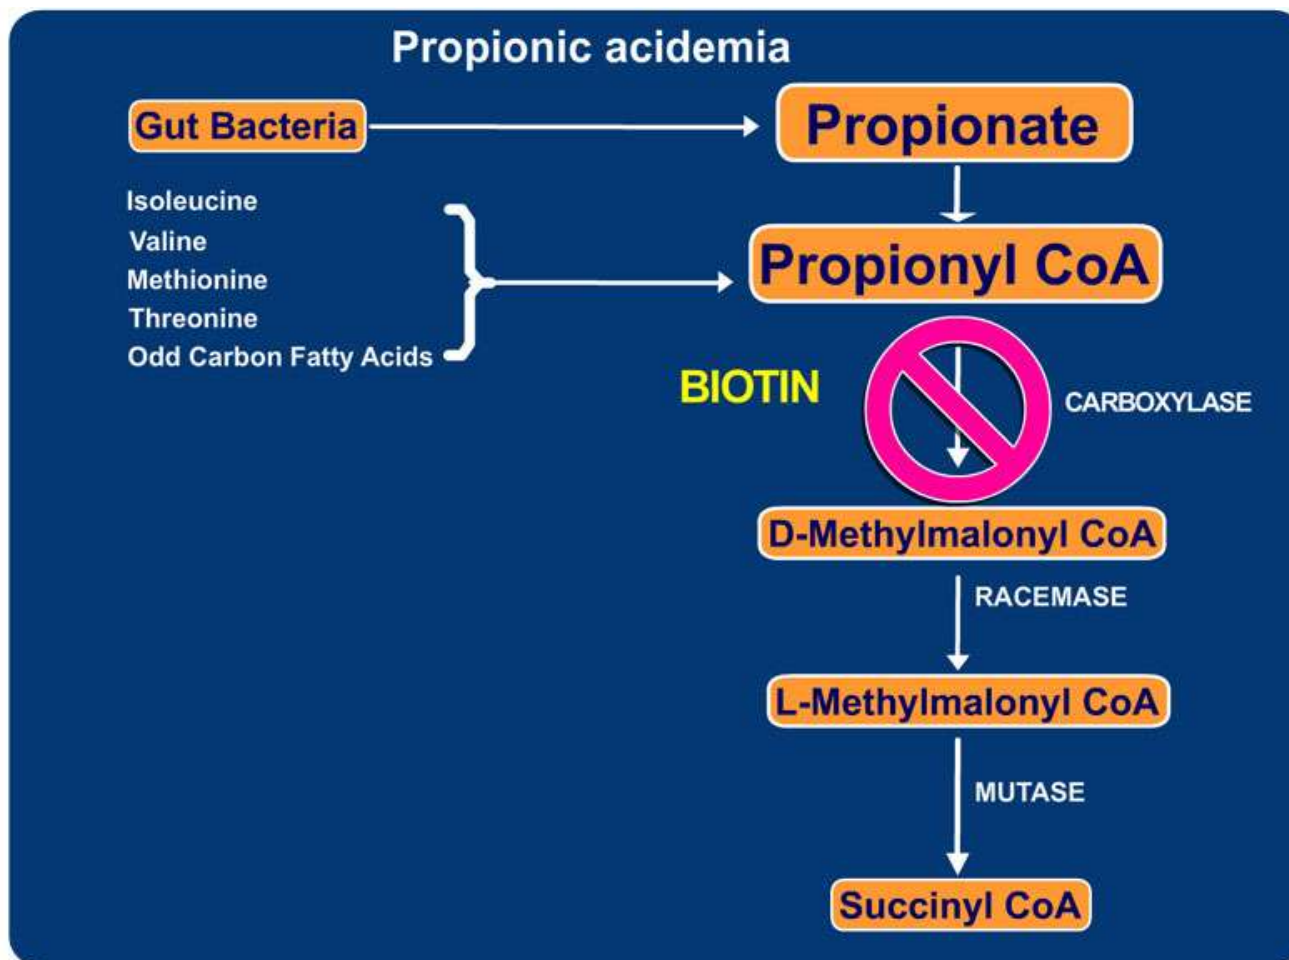 Propionic acidemia
Gut Bacteria
Propionate
Isoleucine
Valine
Methionine
Threonine
Odd Carbon Fatty Acids
Propionyl CoA
BIOTIN
CARBOXYLASE
D-Methylmalonyl CoA
RACEMASE
L-Methylmalonyl CoA
MUTASE
Succinyl CoA